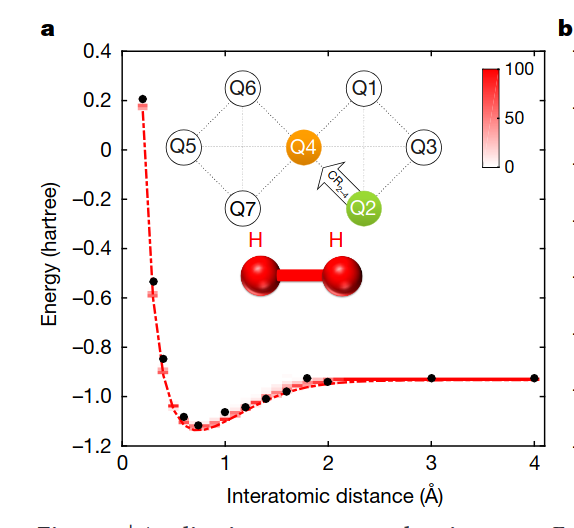 a
b
0.4
0.2
0
−0.2
−0.4
−0.6
−0.8
−1.0
−1.2
Energy (hartree)
Q6
Q1
Q5
Q4
Q3
Q7
Q2
CR2–4
100
50
0
H H
0 1 2 3 4
Interatomic distance (Å)